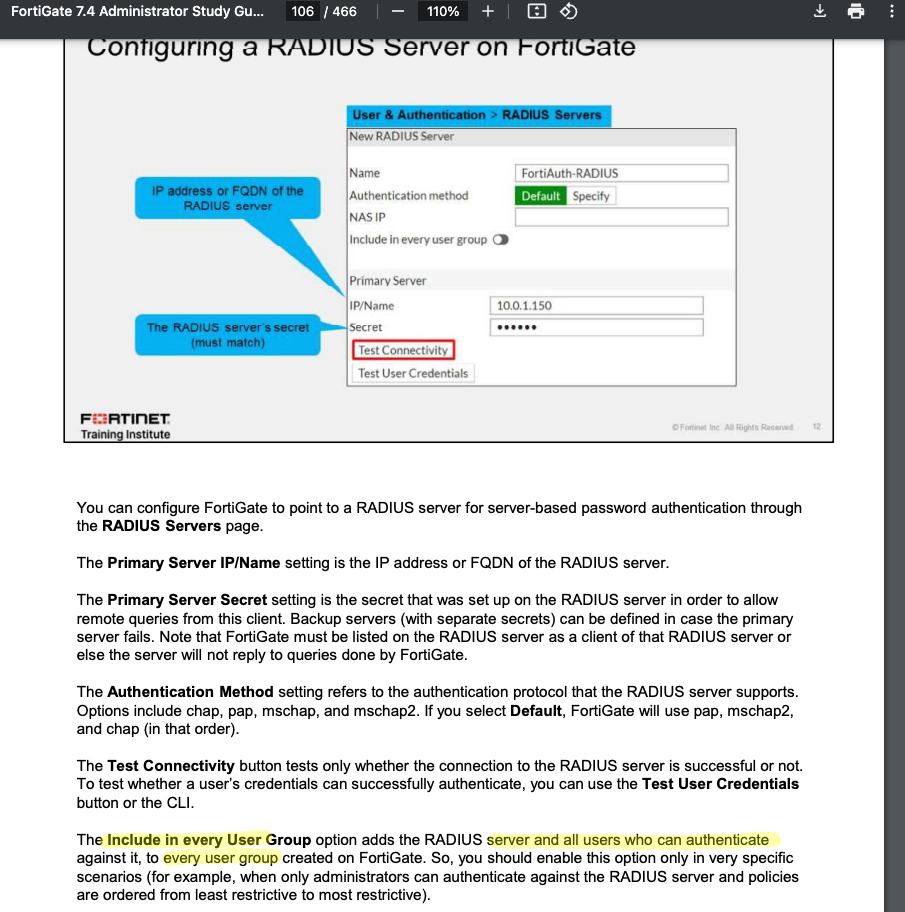 FortiGate 7.4 Administrator Study Gu...
106 / 466
110%
Configuring a RADIUS Server on FortiGate
User & Authentication > RADIUS Servers
New RADIUS Server
Name
FortiAuth-RADIUS
Authentication method
Default
Specify
NAS IP
Include in every user group
Primary Server
IP/Name
10.0.1.150
Secret
••••••
Test Connectivity
Test User Credentials
IP address or FQDN of the
RADIUS server
The RADIUS server's secret
(must match)
FORTINET
Training Institute
© Fortinet Inc. All Rights Reserved.
12
You can configure FortiGate to point to a RADIUS server for server-based password authentication through
the RADIUS Servers page.
The Primary Server IP/Name setting is the IP address or FQDN of the RADIUS server.
The Primary Server Secret setting is the secret that was set up on the RADIUS server in order to allow
remote queries from this client. Backup servers (with separate secrets) can be defined in case the primary
server fails. Note that FortiGate must be listed on the RADIUS server as a client of that RADIUS server or
else the server will not reply to queries done by FortiGate.
The Authentication Method setting refers to the authentication protocol that the RADIUS server supports.
Options include chap, pap, mschap, and mschap2. If you select Default, FortiGate will use pap, mschap2,
and chap (in that order).
The Test Connectivity button tests only whether the connection to the RADIUS server is successful or not.
To test whether a user's credentials can successfully authenticate, you can use the Test User Credentials
button or the CLI.
The Include in every User Group option adds the RADIUS server and all users who can authenticate
against it, to every user group created on FortiGate. So, you should enable this option only in very specific
scenarios (for example, when only administrators can authenticate against the RADIUS server and policies
are ordered from least restrictive to most restrictive).